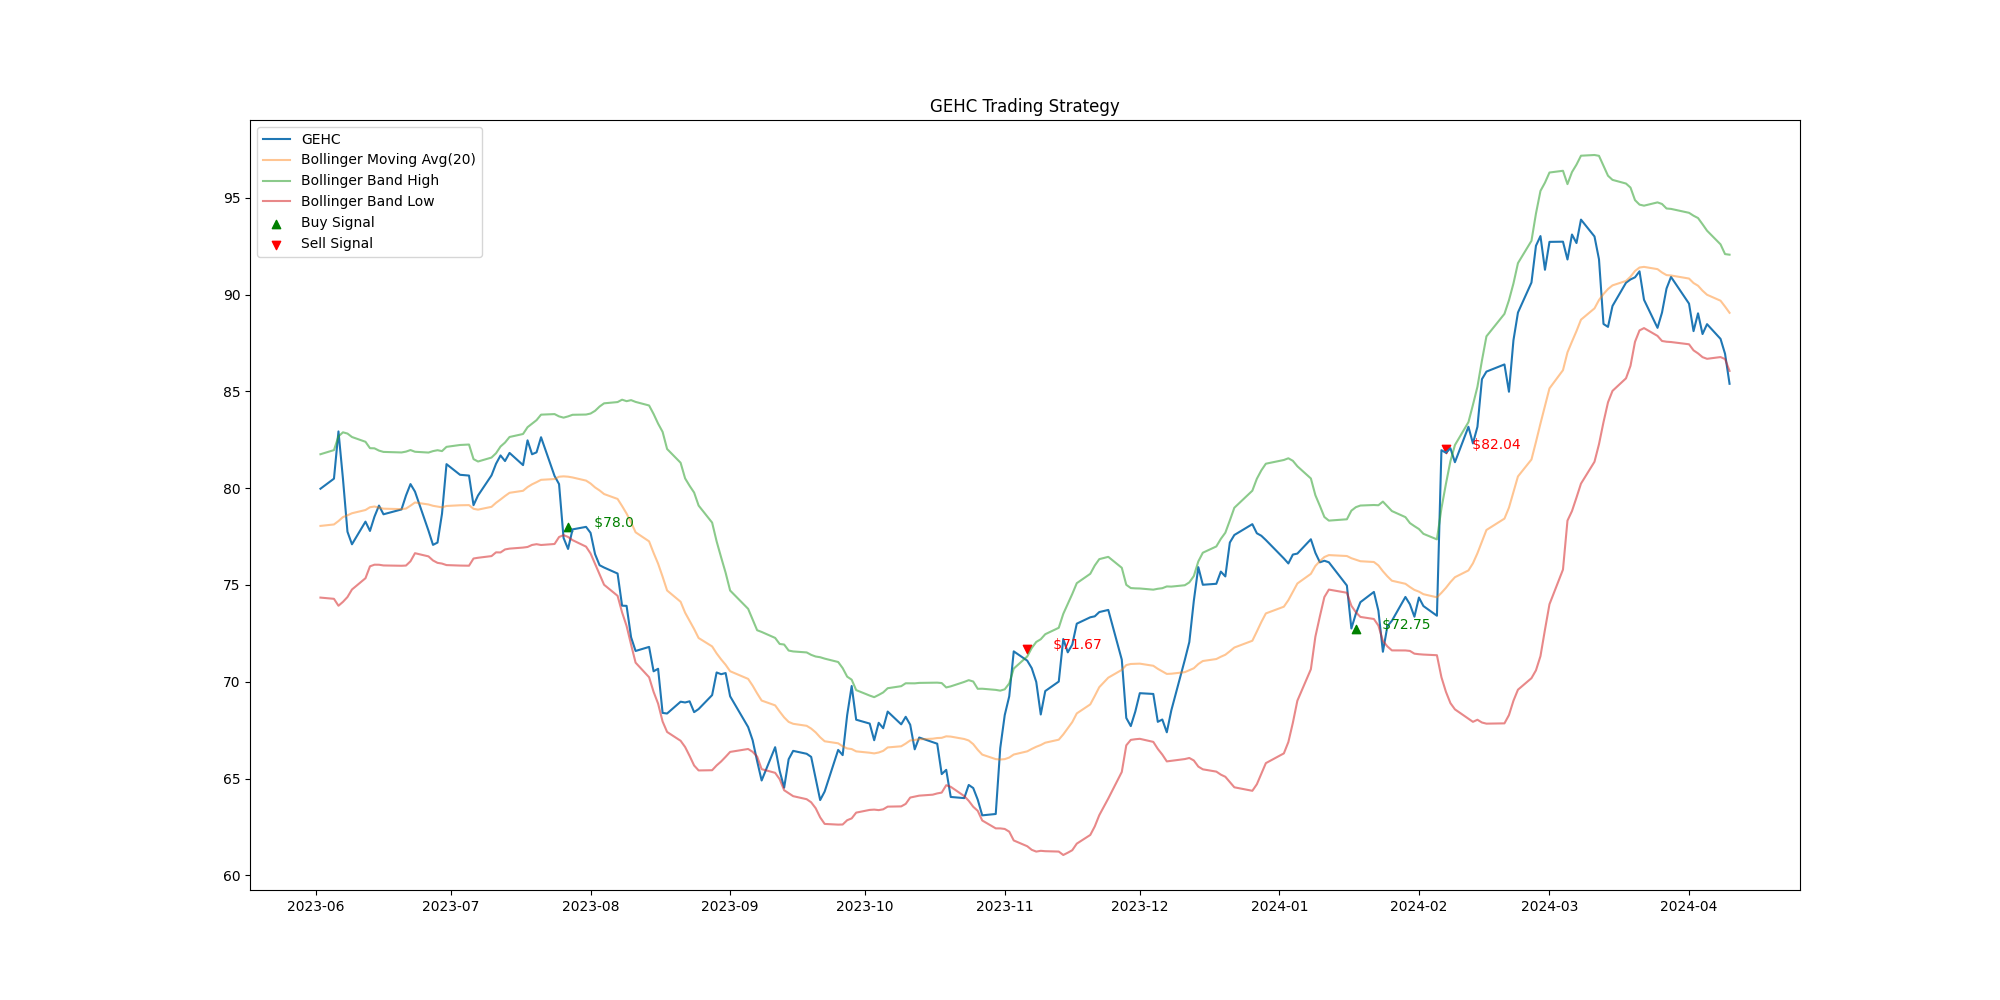 GEHC Trading Strategy
GEHC
Bollinger Moving Avg(20)
Bollinger Band High
Bollinger Band Low
Buy Signal
Sell Signal
95
90
85
80
75
70
65
60
$82.04
$78.0
$71.67
$72.75
2023-06 2023-07 2023-08 2023-09 2023-10 2023-11 2023-12 2024-01 2024-02 2024-03 2024-04